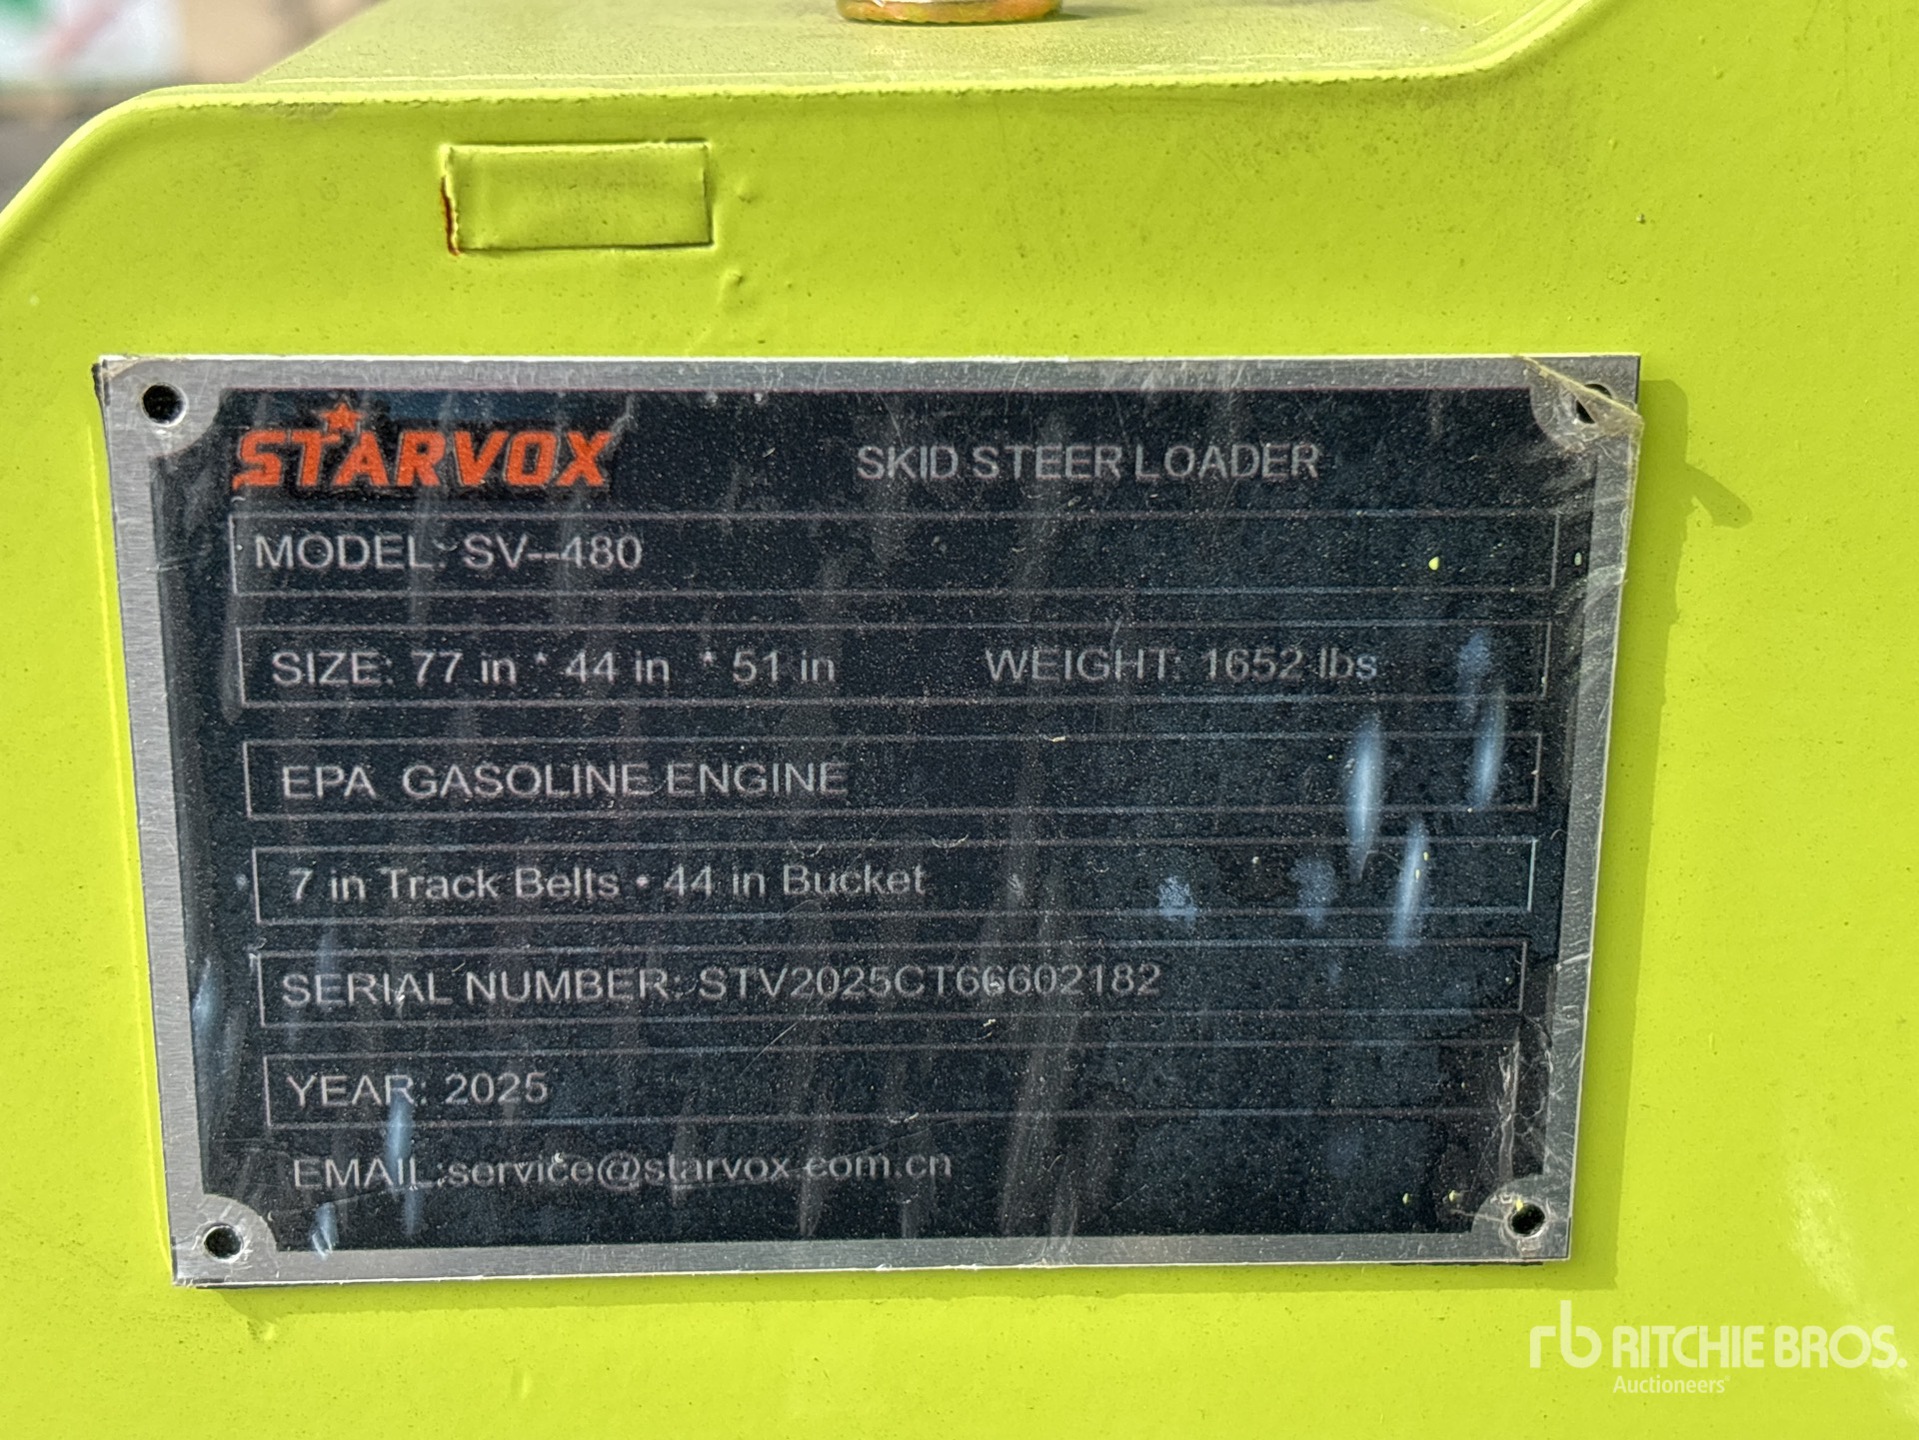 STARVOX SKID STEER LOADER
MODEL: SV--480
SIZE: 77 in * 44 in * 51 in WEIGHT: 1652 lbs
EPA GASOLINE ENGINE
7 in Track Belts • 44 in Bucket
SERIAL NUMBER: STV2025CT66602182
YEAR: 2025
EMAIL:service@starvox.com.cn
rb RITCHIE BROS.
Auctioneers